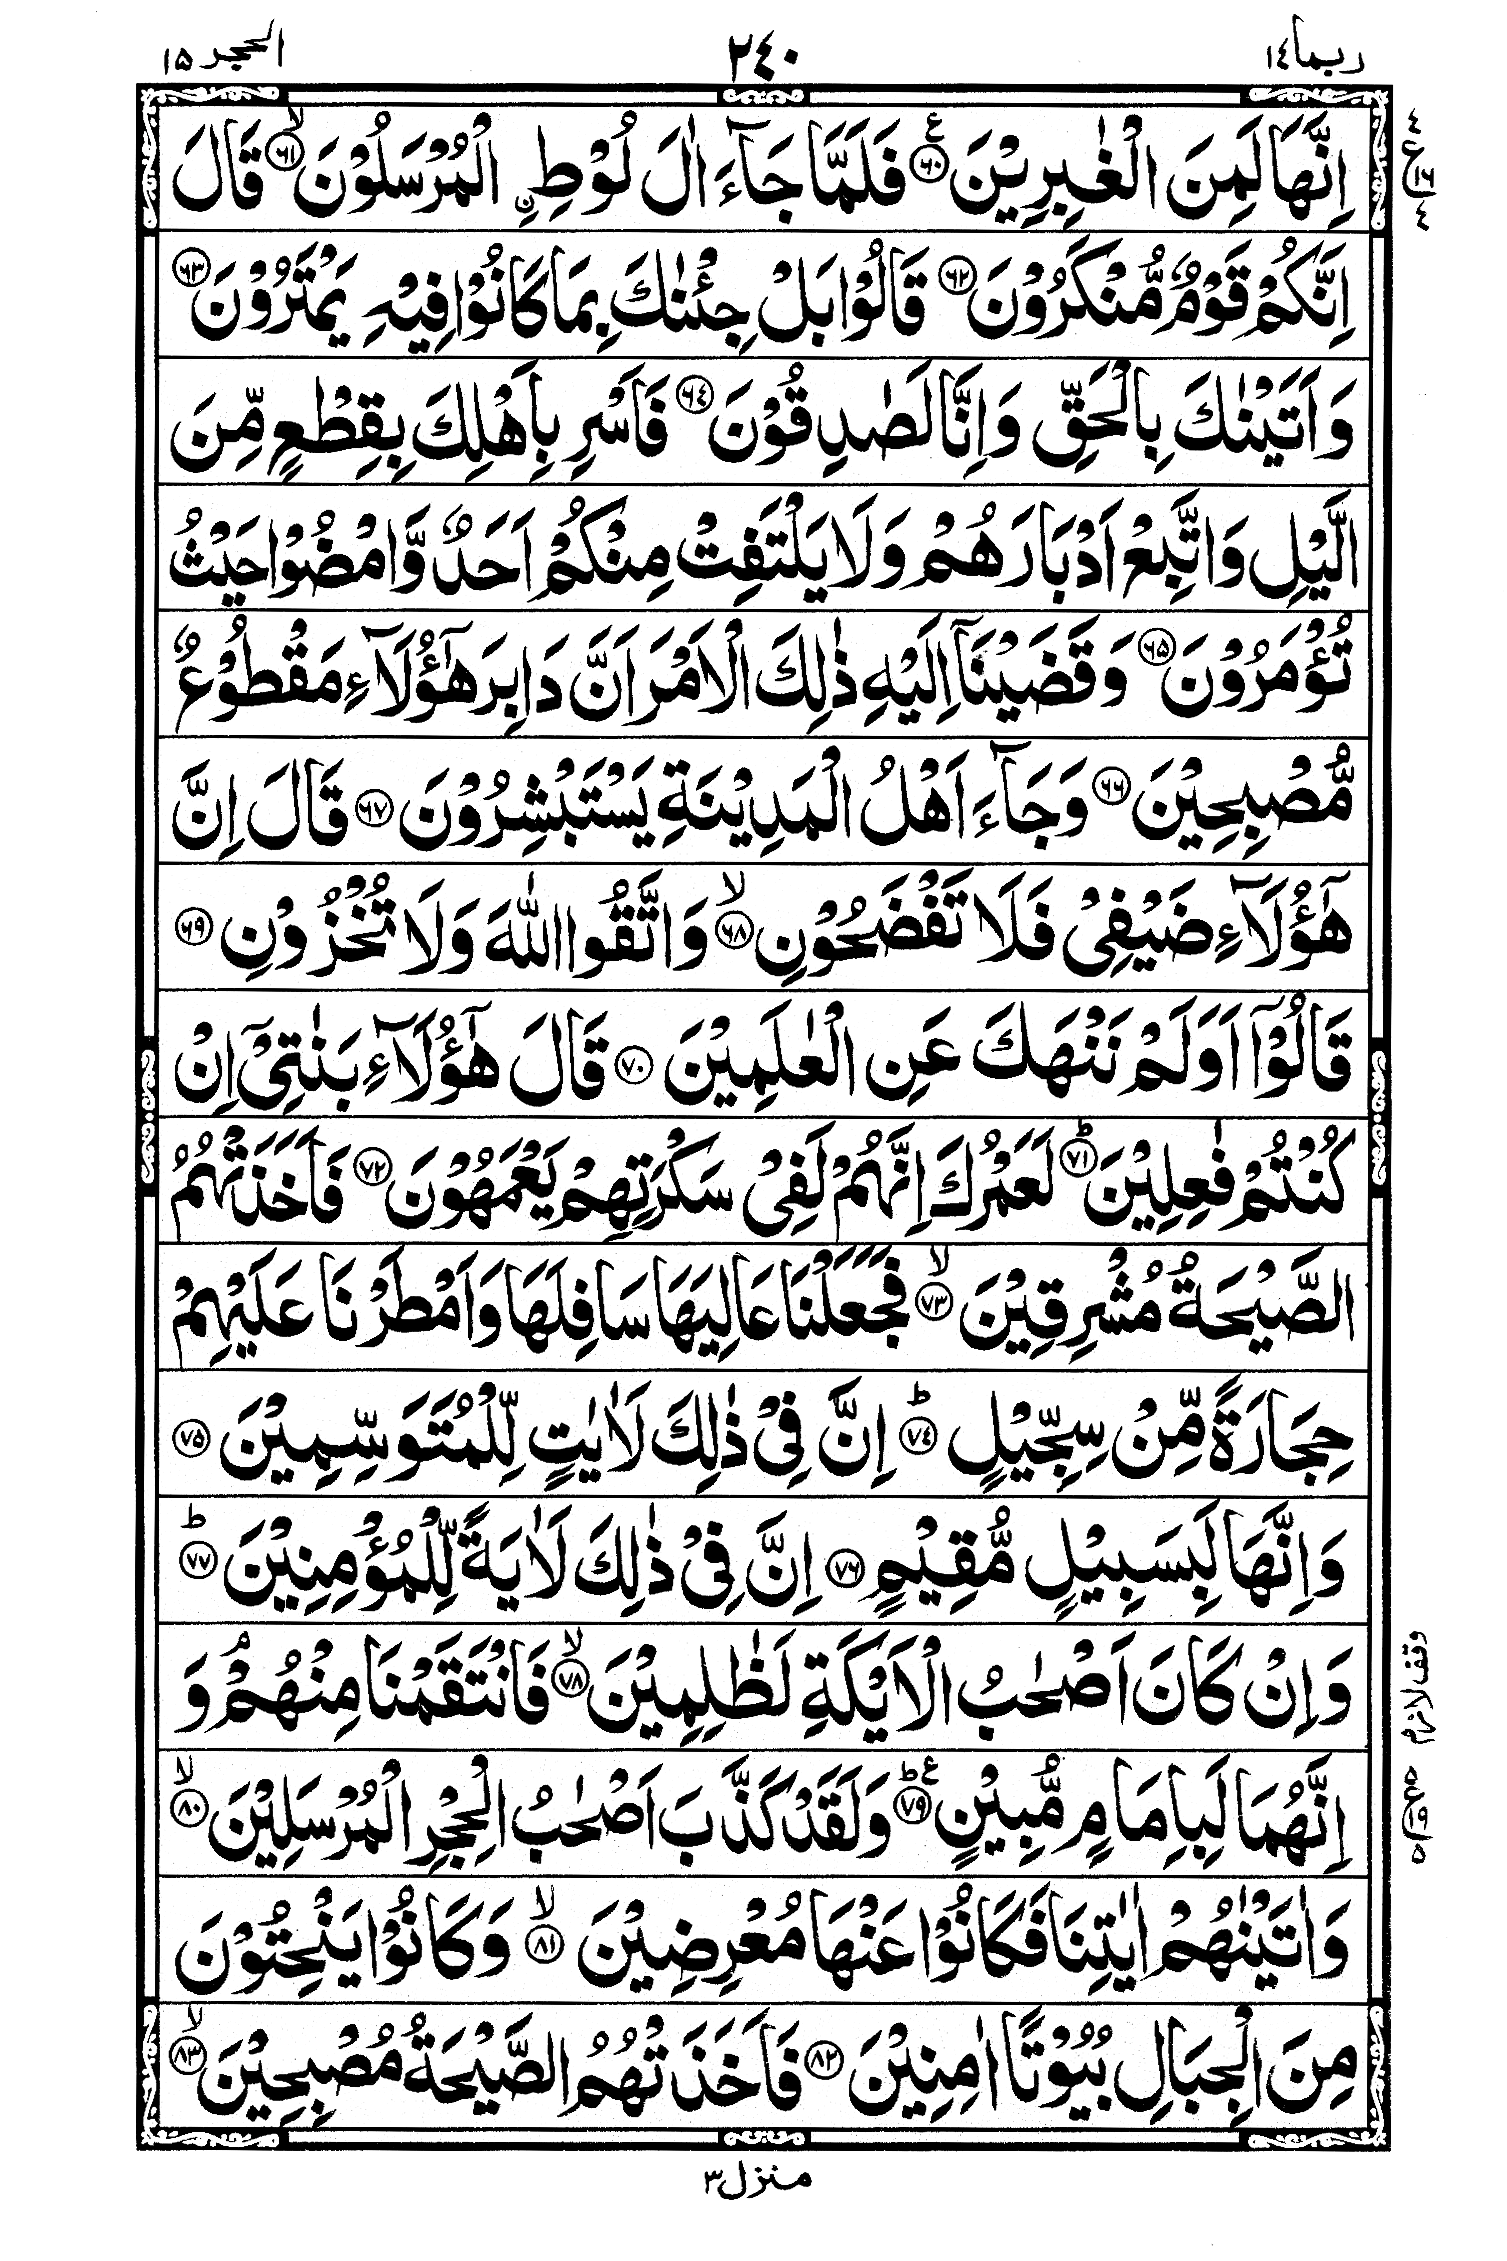 ربما ١٤
٢٤٠
الحجر ١٥
اِنَّهَا لَمِنَ الْغٰبِرِيْنَ ﴿٦٠﴾ ع فَلَمَّا جَآءَ اٰلَ لُوْطِ ِۨ الْمُرْسَلُوْنَ ﴿٦١﴾ ۙ قَالَ
اِنَّكُمْ قَوْمٌ مُّنْكَرُوْنَ ﴿٦٢﴾ قَالُوْا بَلْ جِئْنٰكَ بِمَا كَانُوْا فِيْهِ يَمْتَرُوْنَ ﴿٦٣﴾
وَاَتَيْنٰكَ بِالْحَقِّ وَاِنَّا لَصٰدِقُوْنَ ﴿٦٤﴾ فَاَسْرِ بِاَهْلِكَ بِقِطْعٍ مِّنَ
الَّيْلِ وَاتَّبِعْ اَدْبَارَهُمْ وَلَا يَلْتَفِتْ مِنْكُمْ اَحَدٌ وَّامْضُوْا حَيْثُ
تُؤْمَرُوْنَ ﴿٦٥﴾ وَقَضَيْنَآ اِلَيْهِ ذٰلِكَ الْاَمْرَ اَنَّ دَابِرَ هٰٓؤُلَآءِ مَقْطُوْعٌ
مُّصْبِحِيْنَ ﴿٦٦﴾ وَجَآءَ اَهْلُ الْمَدِيْنَةِ يَسْتَبْشِرُوْنَ ﴿٦٧﴾ قَالَ اِنَّ
هٰٓؤُلَآءِ ضَيْفِيْ فَلَا تَفْضَحُوْنِ ﴿٦٨﴾ ۙ وَاتَّقُوا اللّٰهَ وَلَا تُخْزُوْنِ ﴿٦٩﴾
قَالُوْٓا اَوَلَمْ نَنْهَكَ عَنِ الْعٰلَمِيْنَ ﴿٧٠﴾ قَالَ هٰٓؤُلَآءِ بَنٰتِيْٓ اِنْ
كُنْتُمْ فٰعِلِيْنَ ﴿٧١﴾ ؕ لَعَمْرُكَ اِنَّهُمْ لَفِيْ سَكْرَتِهِمْ يَعْمَهُوْنَ ﴿٧٢﴾ فَاَخَذَتْهُمُ
الصَّيْحَةُ مُشْرِقِيْنَ ﴿٧٣﴾ ۙ فَجَعَلْنَا عَالِيَهَا سَافِلَهَا وَاَمْطَرْنَا عَلَيْهِمْ
حِجَارَةً مِّنْ سِجِّيْلٍ ﴿٧٤﴾ ؕ اِنَّ فِيْ ذٰلِكَ لَاٰيٰتٍ لِّلْمُتَوَسِّمِيْنَ ﴿٧٥﴾
وَاِنَّهَا لَبِسَبِيْلٍ مُّقِيْمٍ ﴿٧٦﴾ اِنَّ فِيْ ذٰلِكَ لَاٰيَةً لِّلْمُؤْمِنِيْنَ ﴿٧٧﴾ ؕ
وَاِنْ كَانَ اَصْحٰبُ الْاَيْكَةِ لَظٰلِمِيْنَ ﴿٧٨﴾ ۙ فَانْتَقَمْنَا مِنْهُمْ ۘ وَ
اِنَّهُمَا لَبِاِمَامٍ مُّبِيْنٍ ﴿٧٩﴾ ؕ ع وَلَقَدْ كَذَّبَ اَصْحٰبُ الْحِجْرِ الْمُرْسَلِيْنَ ﴿٨٠﴾ ۙ
وَاٰتَيْنٰهُمْ اٰيٰتِنَا فَكَانُوْا عَنْهَا مُعْرِضِيْنَ ﴿٨١﴾ ۙ وَكَانُوْا يَنْحِتُوْنَ
مِنَ الْجِبَالِ بُيُوْتًا اٰمِنِيْنَ ﴿٨٢﴾ فَاَخَذَتْهُمُ الصَّيْحَةُ مُصْبِحِيْنَ ﴿٨٣﴾ ۙ
٤
ع ١٦
٤
وقف لازم
٥
ع ١٩
٥
منزل ٣